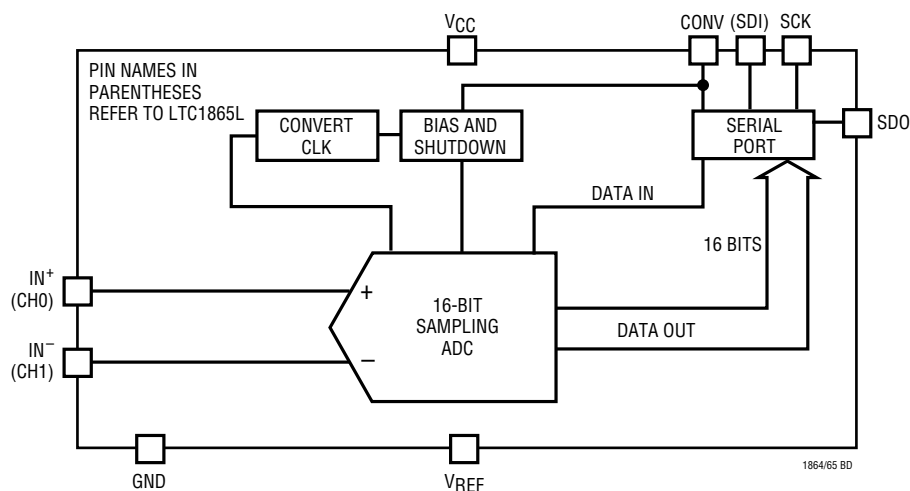 VCC
CONV (SDI) SCK
PIN NAMES IN
PARENTHESES
REFER TO LTC1865L
CONVERT
CLK
BIAS AND
SHUTDOWN
SERIAL
PORT
SDO
DATA IN
16 BITS
IN+
(CH0)
+
16-BIT
SAMPLING
ADC
DATA OUT
IN−
(CH1)
−
GND
VREF
1864/65 BD